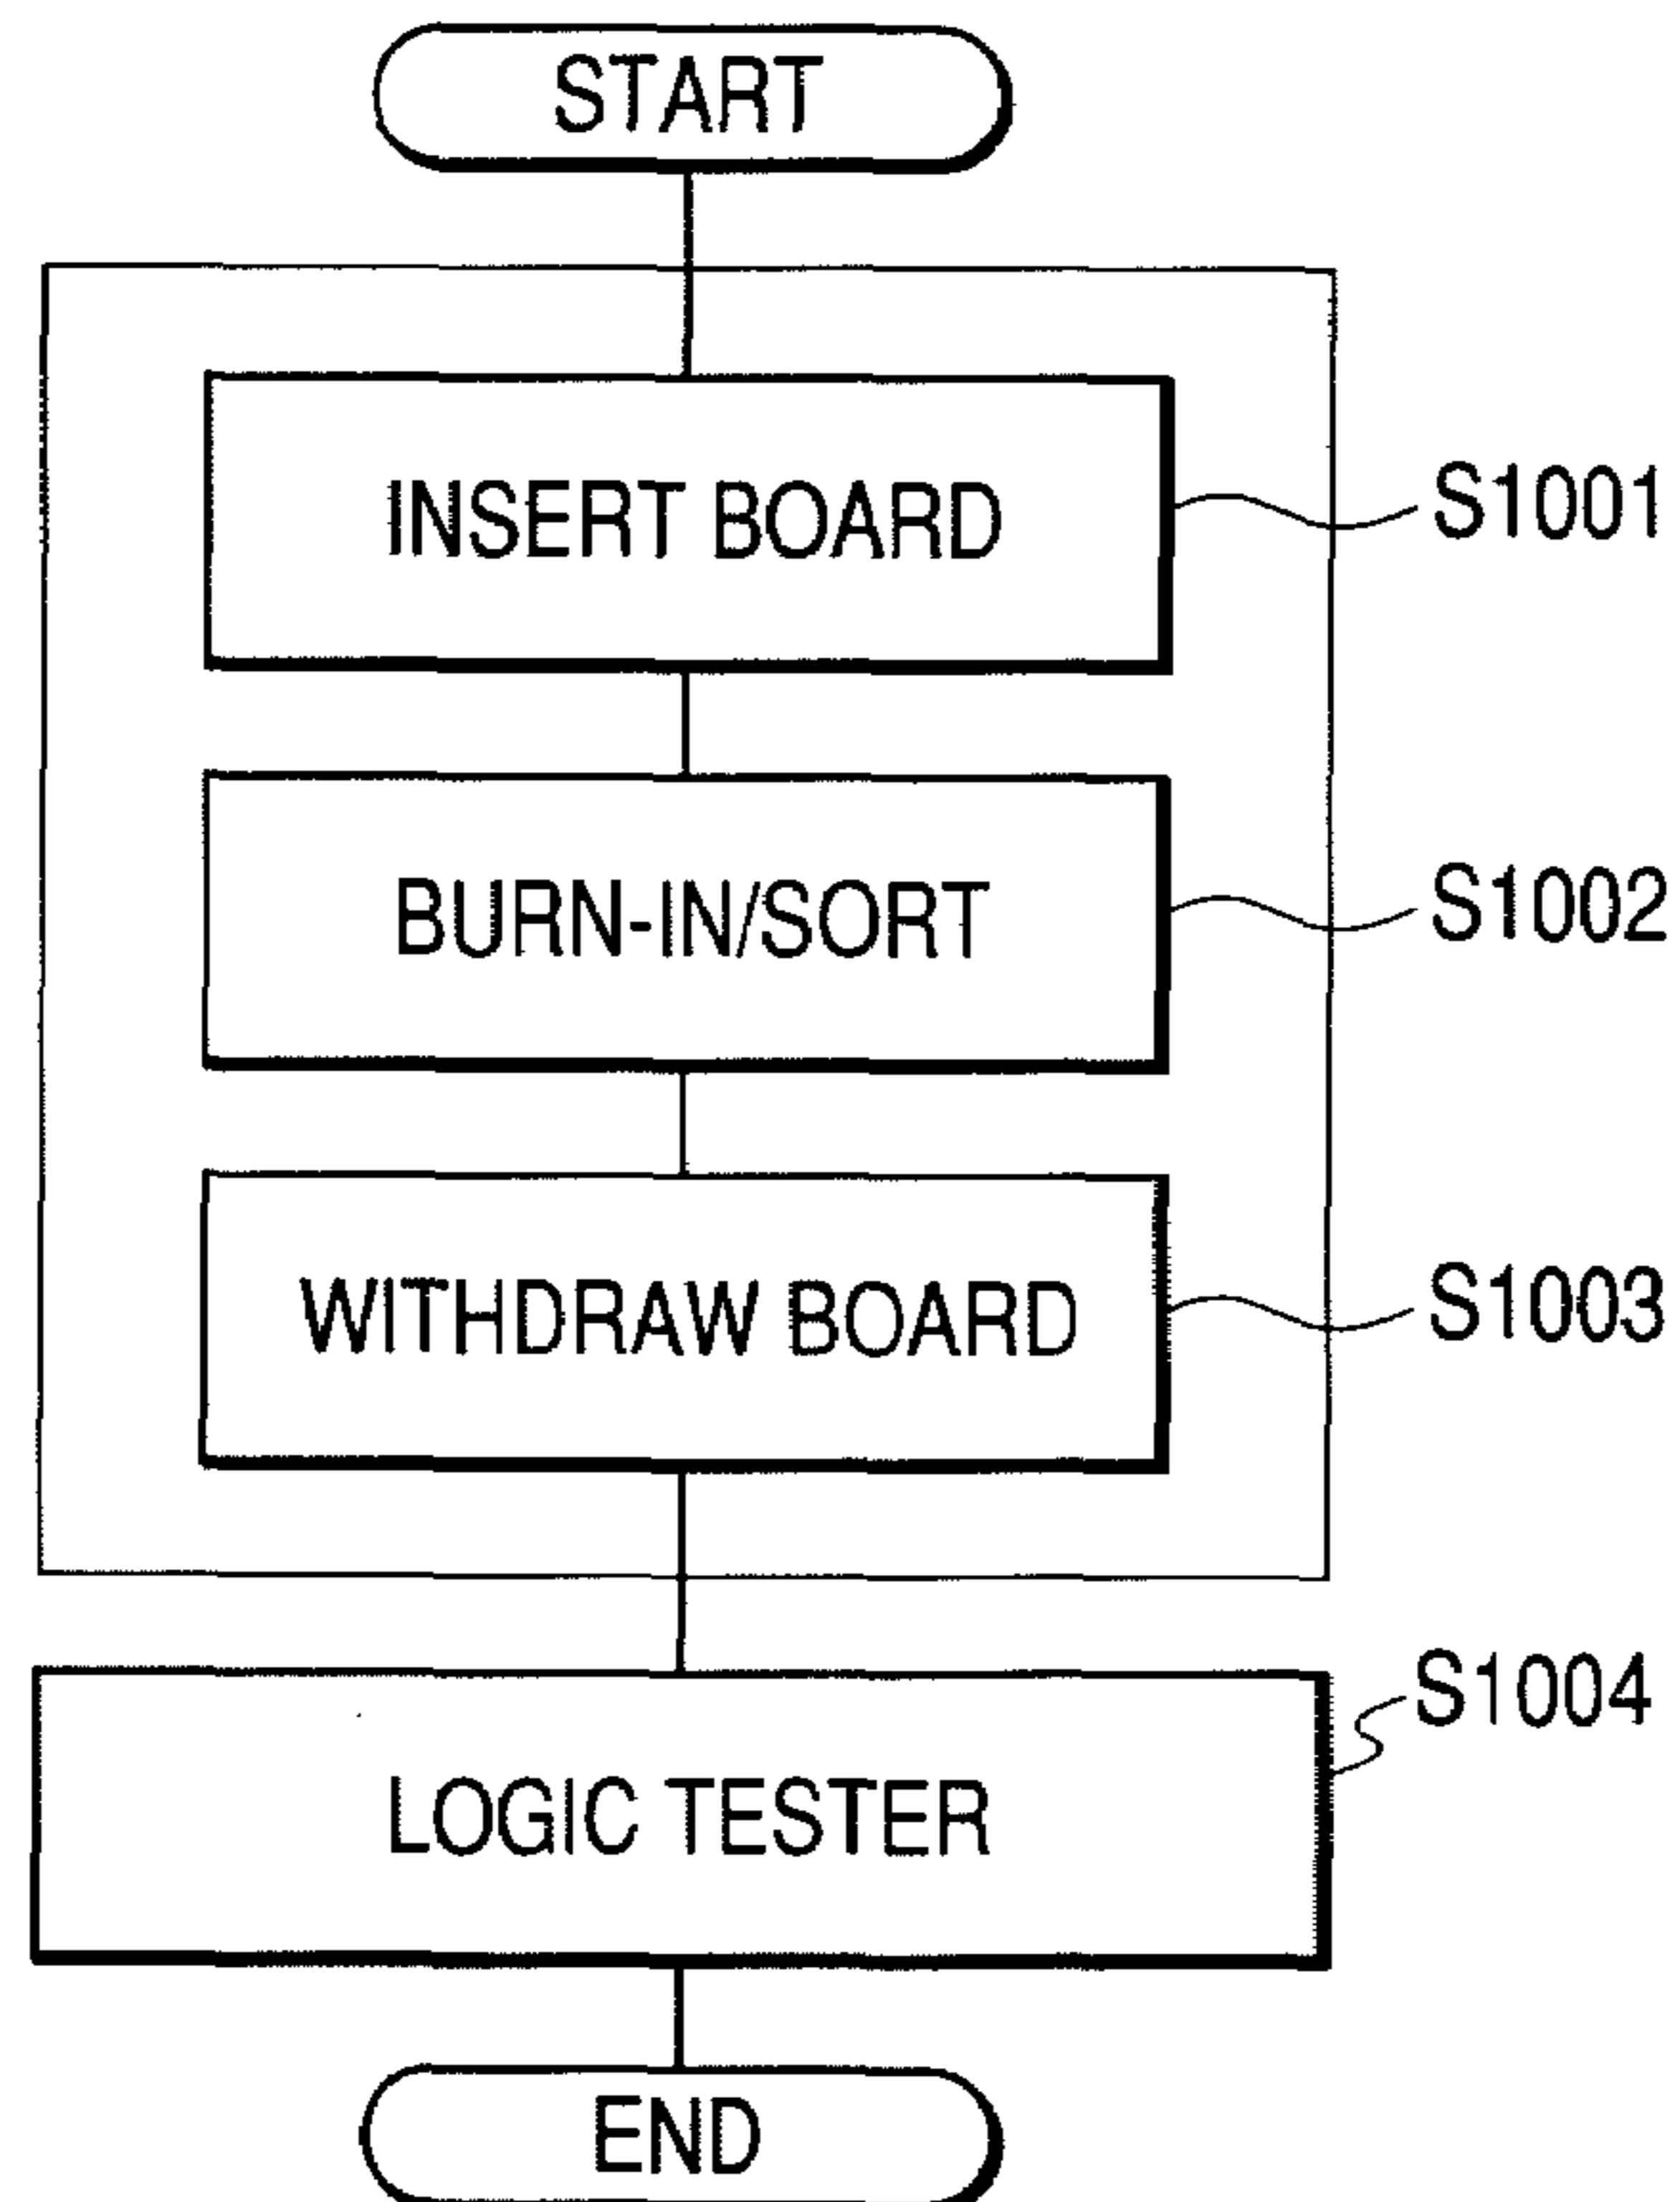 START
INSERT BOARD
S1001
BURN-IN/SORT
S1002
WITHDRAW BOARD
S1003
S1004
LOGIC TESTER
END